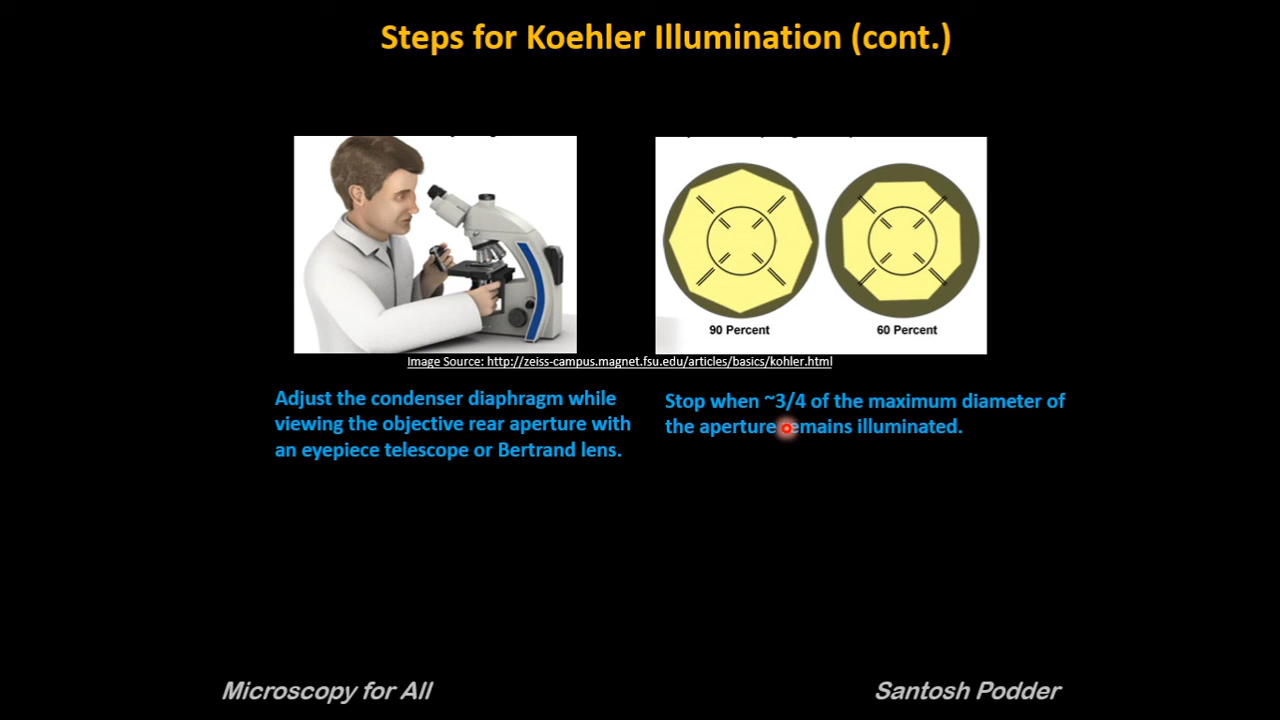 Steps for Koehler Illumination (cont.)
90 Percent
60 Percent
Image Source: http://zeiss-campus.magnet.fsu.edu/articles/basics/kohler.html
Adjust the condenser diaphragm while
viewing the objective rear aperture with
an eyepiece telescope or Bertrand lens.
Stop when ~3/4 of the maximum diameter of
the aperture remains illuminated.
Microscopy for All
Santosh Podder